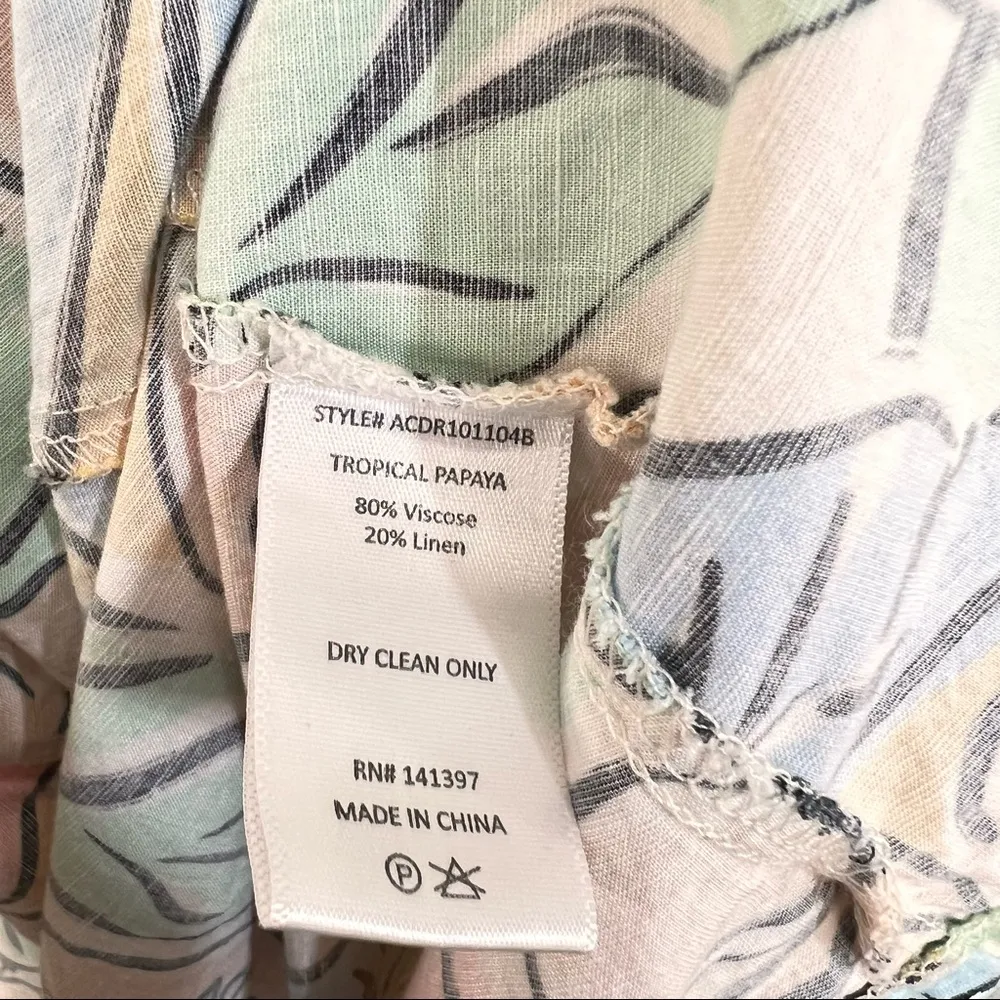 STYLE# ACDR101104B
TROPICAL PAPAYA
80% Viscose
20% Linen
DRY CLEAN ONLY
RN# 141397
MADE IN CHINA
P